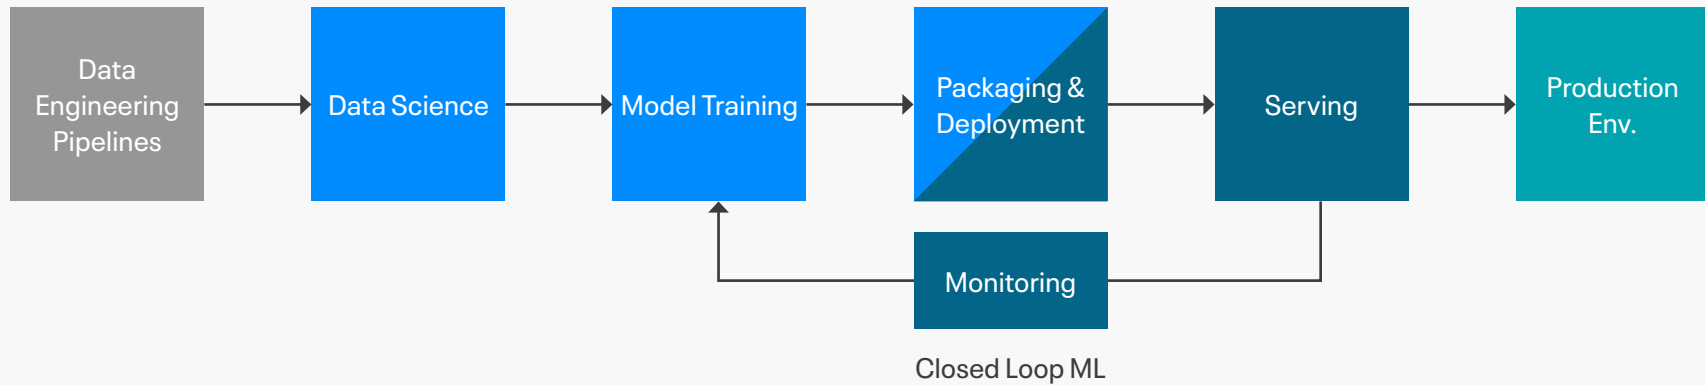 Data
Engineering
Pipelines
Data Science
Model Training
Packaging &
Deployment
Serving
Production
Env.
Monitoring
Closed Loop ML